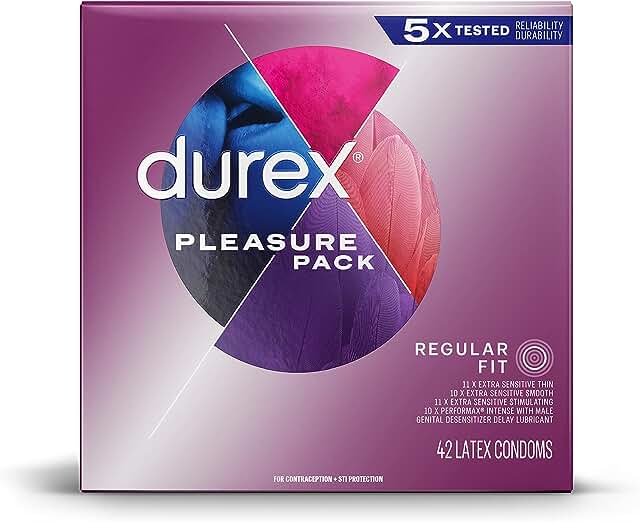 5X TESTED RELIABILITY
DURABILITY
durex®
PLEASURE
PACK
REGULAR
FIT
11 X EXTRA SENSITIVE THIN
10 X EXTRA SENSITIVE SMOOTH
11 X EXTRA SENSITIVE STIMULATING
10 X PERFORMAX® INTENSE WITH MALE
GENITAL DESENSITIZER DELAY LUBRICANT
42 LATEX CONDOMS
FOR CONTRACEPTION + STI PROTECTION